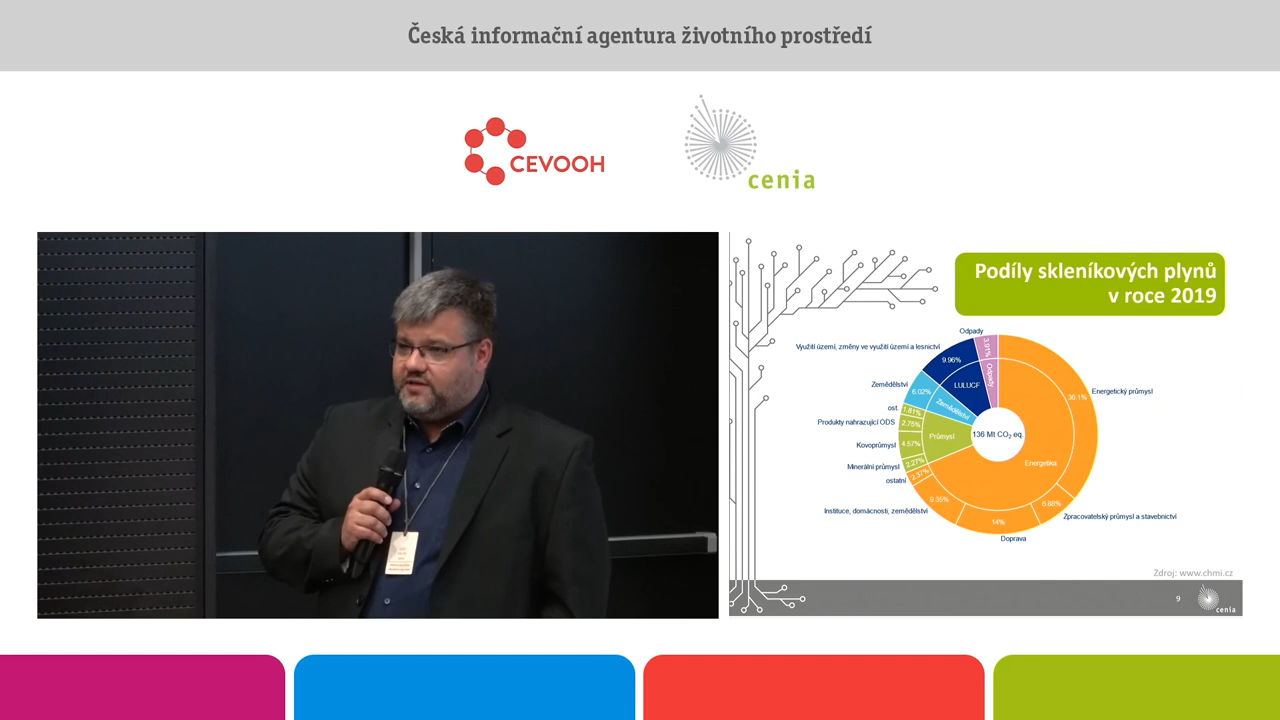 Česká informační agentura životního prostředí
CEVOOH
cenia
Podíly skleníkových plynů
v roce 2019
Odpady
Využití území, změny ve využití území a lesnictví
3.91%
Odpady
9.96%
LULUCF
Zemědělství
6.02%
Zemědělství
Energetický průmysl
36.1%
ost.
1.81%
Produkty nahrazující ODS
2.75%
Průmysl
136 Mt CO₂ eq.
Kovoprůmysl
4.57%
Minerální průmysl
2.27%
Energetika
ostatní
2.37%
Instituce, domácnosti, zemědělství
9.35%
6.88%
Zpracovatelský průmysl a stavebnictví
14%
Doprava
Zdroj: www.chmi.cz
9
cenia